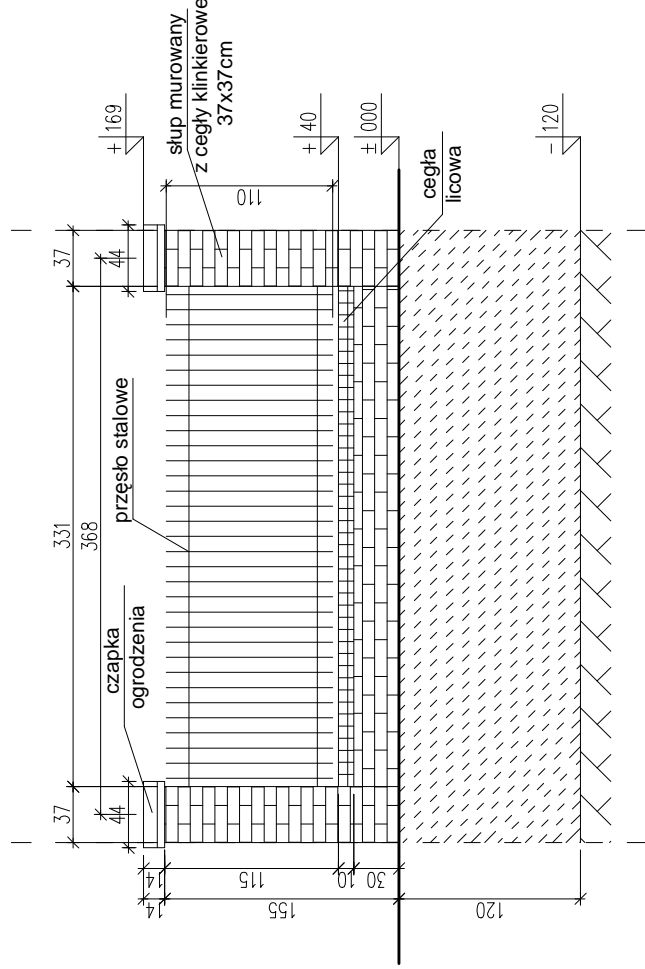 + 169
słup murowany
z cegły klinkierowe
37x37cm
+ 40
± 000
- 120
110
cegła
licowa
37
44
331
368
przęsło stalowe
czapka
ogrodzenia
37
44
14
115
10
30
14
155
120